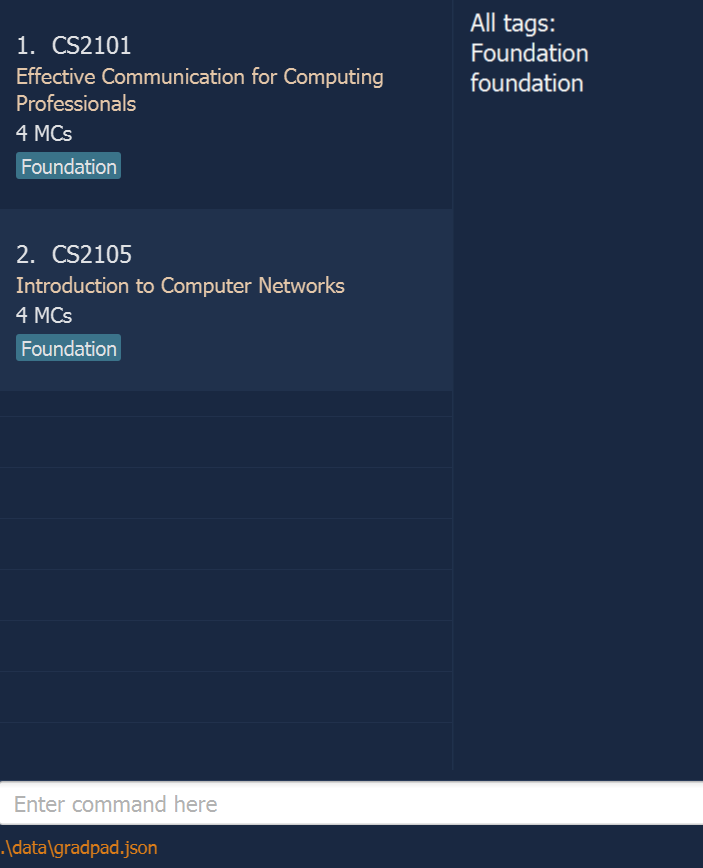 1. CS2101
Effective Communication for Computing
Professionals
4 MCs
Foundation
2. CS2105
Introduction to Computer Networks
4 MCs
Foundation
All tags:
Foundation
foundation
Enter command here
.\data\gradpad.json